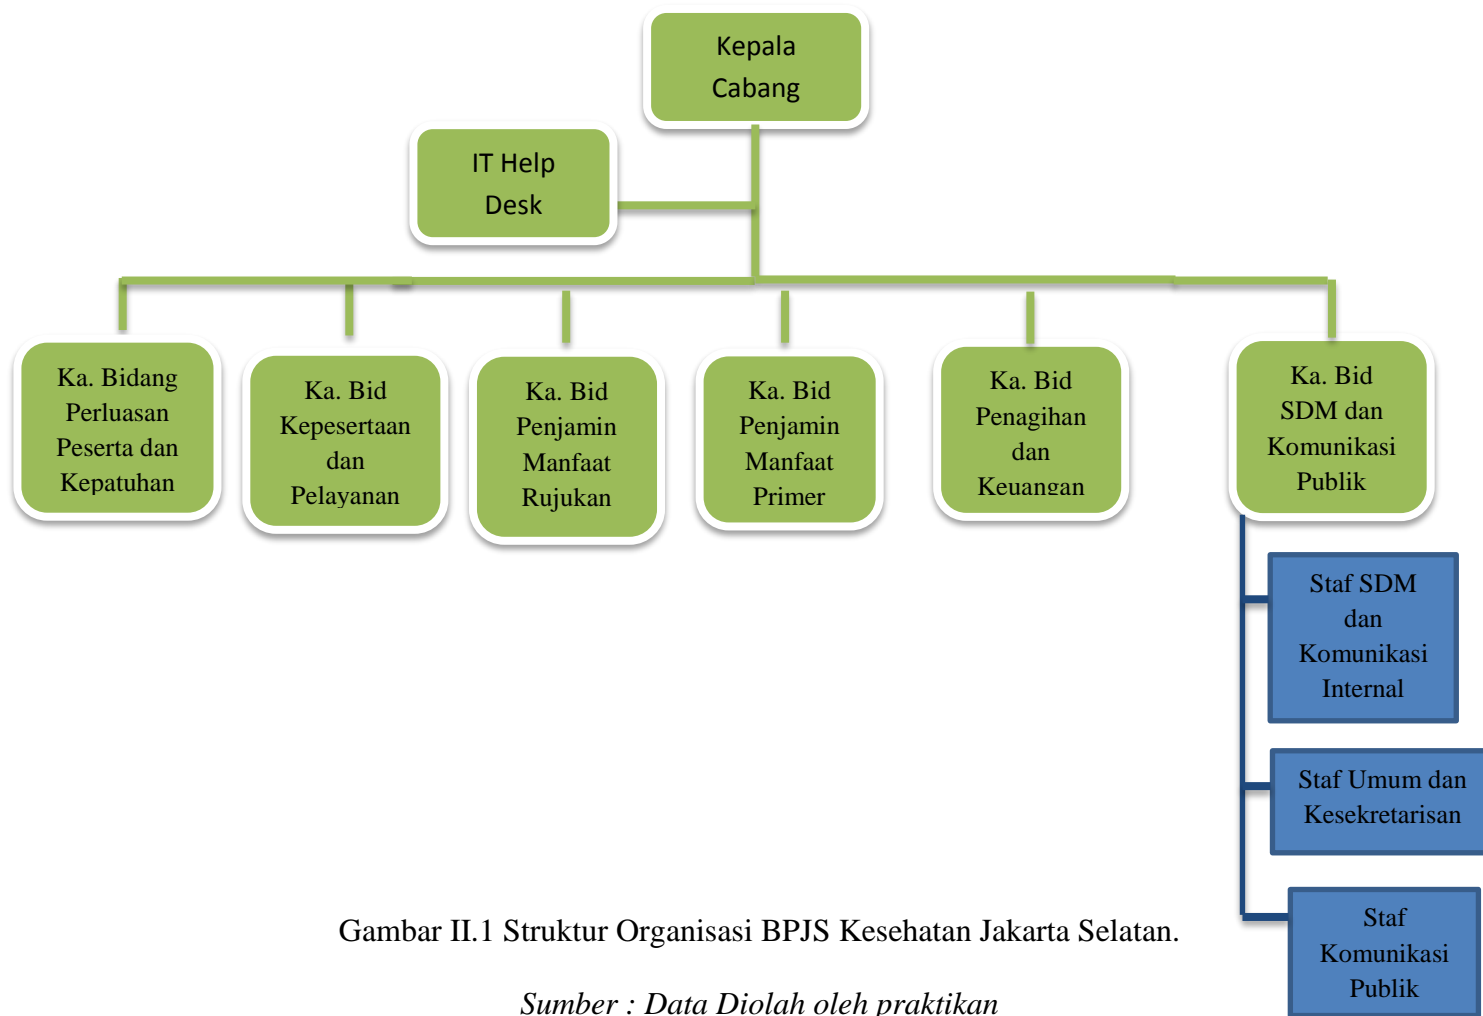 Kepala
Cabang
IT Help
Desk
Ka. Bidang
Perluasan
Peserta dan
Kepatuhan
Ka. Bid
Kepesertaan
dan
Pelayanan
Ka. Bid
Penjamin
Manfaat
Rujukan
Ka. Bid
Penjamin
Manfaat
Primer
Ka. Bid
Penagihan
dan
Keuangan
Ka. Bid
SDM dan
Komunikasi
Publik
Staf SDM
dan
Komunikasi
Internal
Staf Umum dan
Kesekretarisan
Staf
Komunikasi
Publik
Gambar II.1 Struktur Organisasi BPJS Kesehatan Jakarta Selatan.
Sumber : Data Diolah oleh praktikan